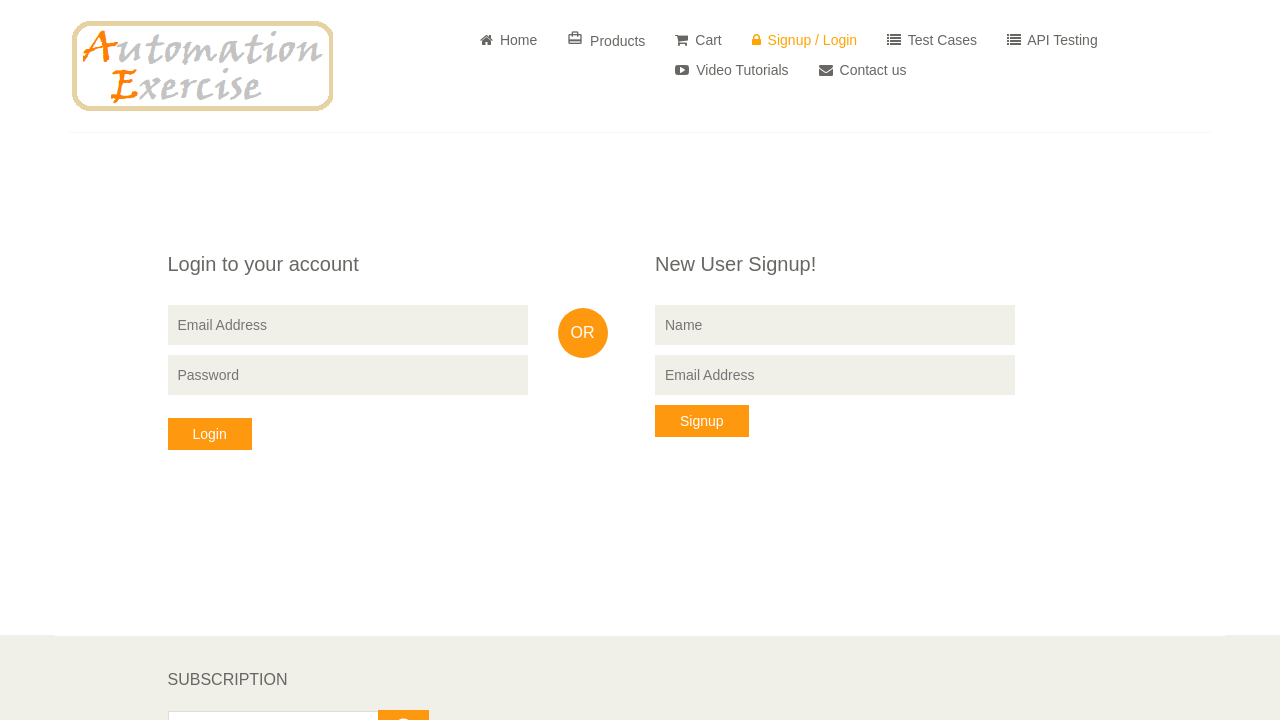 Automation
Exercise
Home
Products
Cart
Signup / Login
Test Cases
API Testing
Video Tutorials
Contact us
Login to your account
Email Address
Password
Login
OR
New User Signup!
Name
Email Address
Signup
SUBSCRIPTION